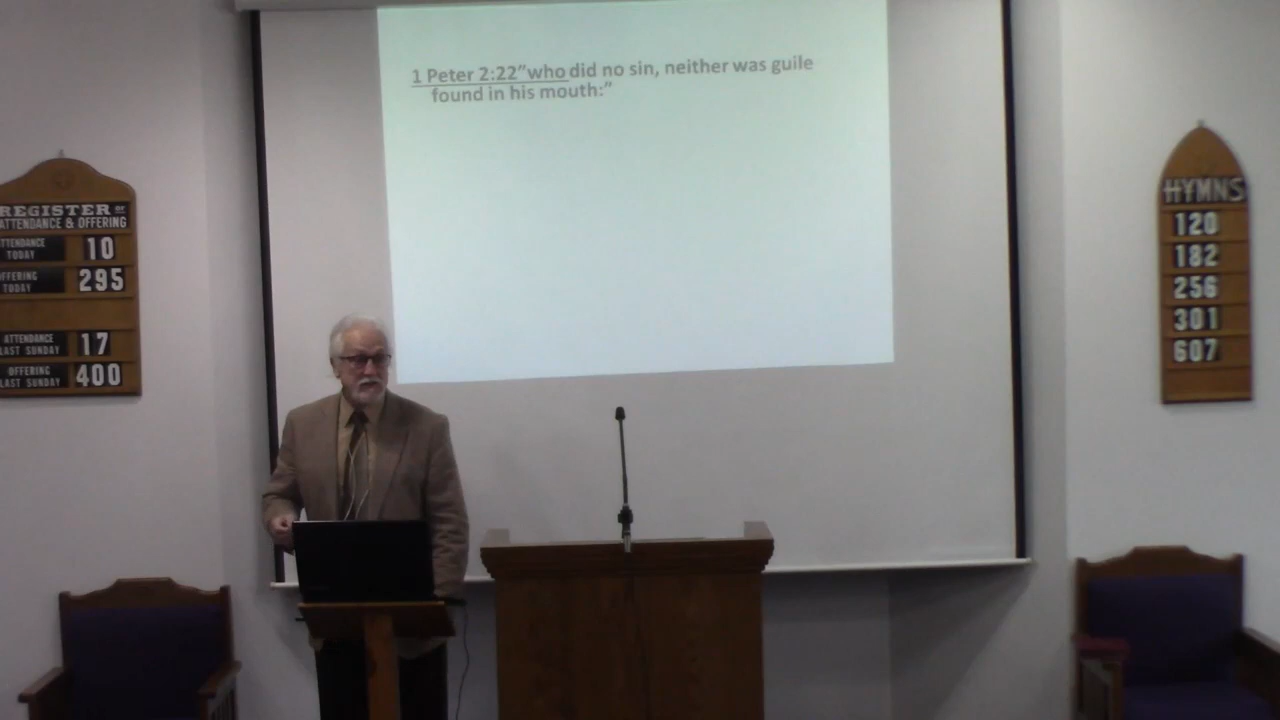 1 Peter 2:22"who did no sin, neither was guile
found in his mouth:"
REGISTER OF
ATTENDANCE & OFFERING
ATTENDANCE
TODAY
10
OFFERING
TODAY
295
ATTENDANCE
LAST SUNDAY
17
OFFERING
LAST SUNDAY
400
HYMNS
120
182
256
301
607